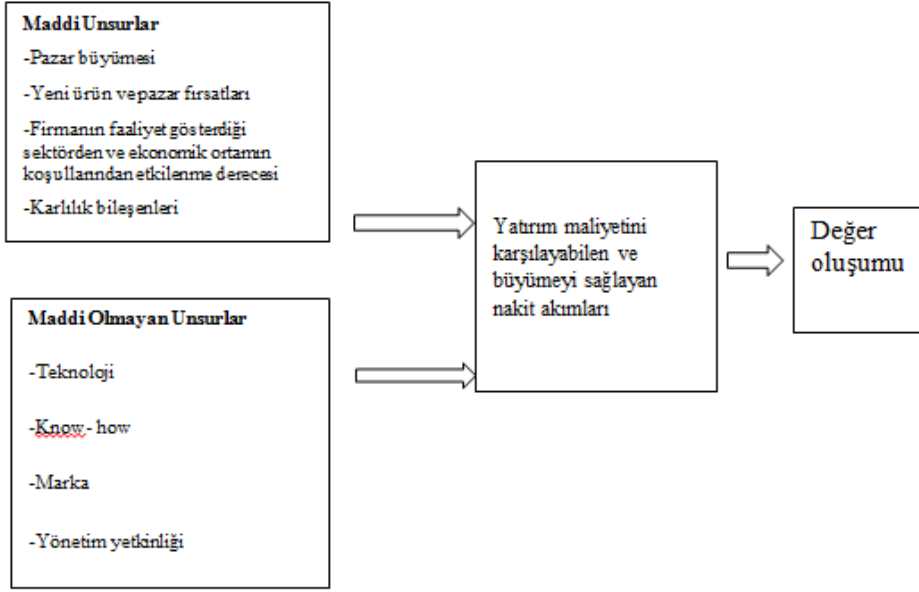 Maddi Unsurlar
-Pazar büyümesi
-Yeni ürün ve pazar fırsatları
-Firmanın faaliyet gösterdiği
sektörden ve ekonomik ortamın
koşullarından etkilenme derecesi
-Karlılık bileşenleri
Maddi Olmayan Unsurlar
-Teknoloji
-Know- how
-Marka
-Yönetim yetkinliği
Yatırım maliyetini
karşılayabilen ve
büyümeyi sağlayan
nakit akımları
Değer
oluşumu